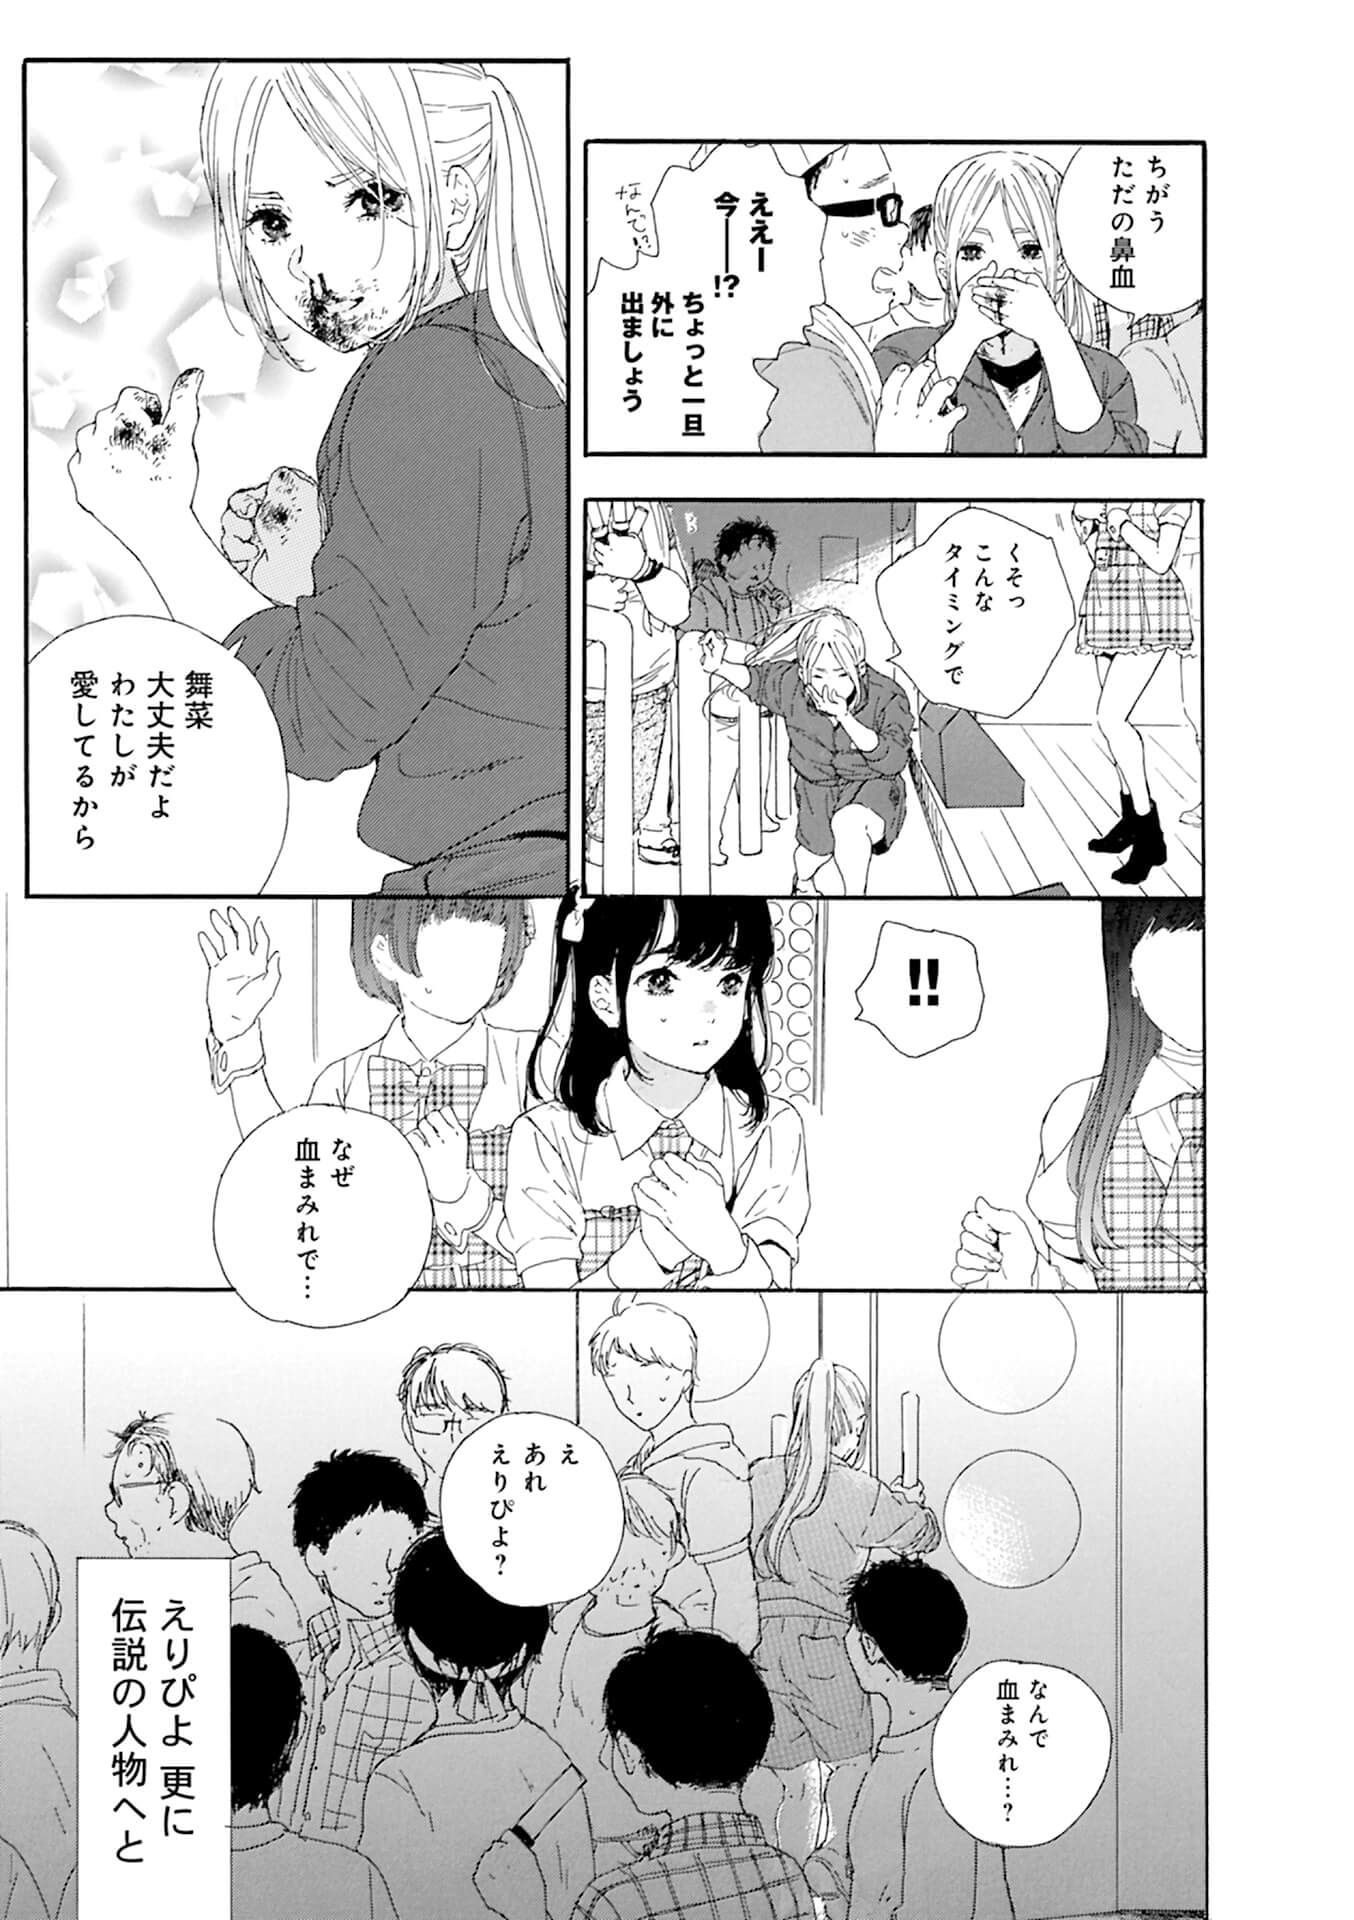 ちがう
ただの鼻血
ええー
今――!?
ちょっと一旦
外に
出ましょう
なんで!?
くそっ
こんな
タイミングで
舞菜
大丈夫だよ
わたしが
愛してるから
!!
なぜ
血まみれで…
え
あれ
えりぴよ?
なんで
血まみれ…?
えりぴよ 更に
伝説の人物へと